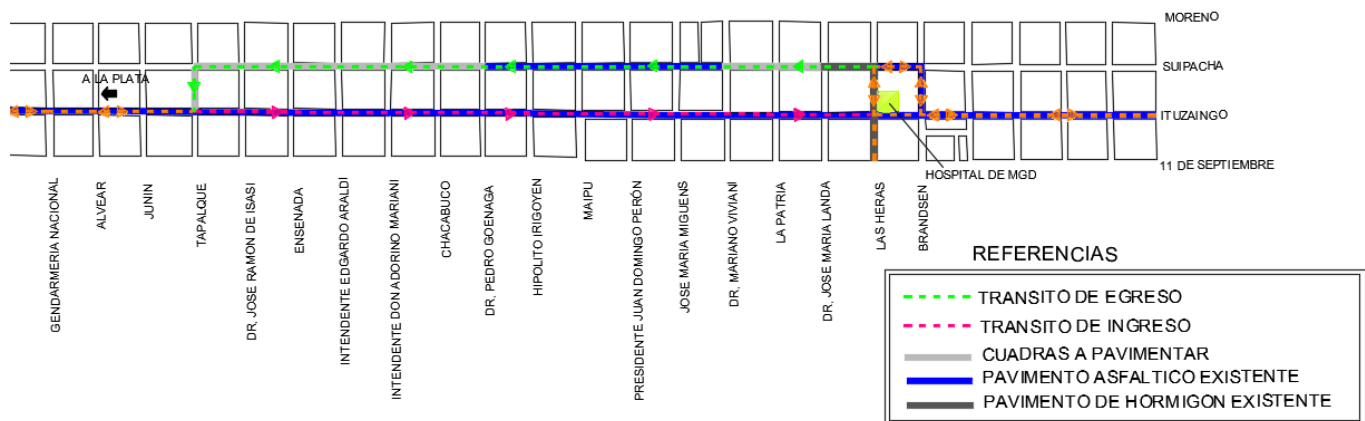 MORENO
SUIPACHA
A LA PLATA
ITUZAINGO
11 DE SEPTIEMBRE
HOSPITAL DE MGD
GENDARMERIA NACIONAL
ALVEAR
JUNIN
TAPALQUE
DR, JOSE RAMON DE ISASI
ENSENADA
INTENDENTE EDGARDO ARALDI
INTENDENTE DON ADORINO MARIANI
CHACABUCO
DR, PEDRO GOENAGA
HIPOLITO IRIGOYEN
MAIPU
PRESIDENTE JUAN DOMINGO PERÓN
JOSE MARIA MIGUENS
DR, MARIANO VIVIANI
LA PATRIA
DR, JOSE MARIA LANDA
LAS HERAS
BRANDSEN
REFERENCIAS
TRANSITO DE EGRESO
TRANSITO DE INGRESO
CUADRAS A PAVIMENTAR
PAVIMENTO ASFALTICO EXISTENTE
PAVIMENTO DE HORMIGON EXISTENTE